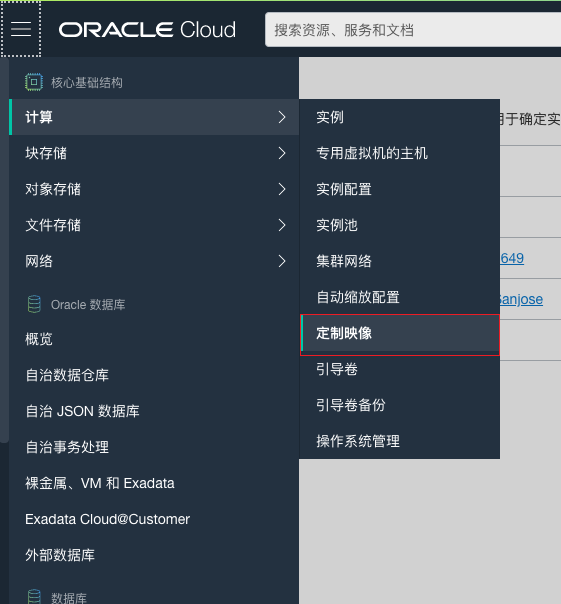 ORACLE Cloud
搜索资源、服务和文档
核心基础结构
计算
块存储
对象存储
文件存储
网络
Oracle 数据库
概览
自治数据仓库
自治 JSON 数据库
自治事务处理
裸金属、VM 和 Exadata
Exadata Cloud@Customer
外部数据库
数据库
实例
专用虚拟机的主机
实例配置
实例池
集群网络
自动缩放配置
定制映像
引导卷
引导卷备份
操作系统管理
用于确定实
649
Sanjose